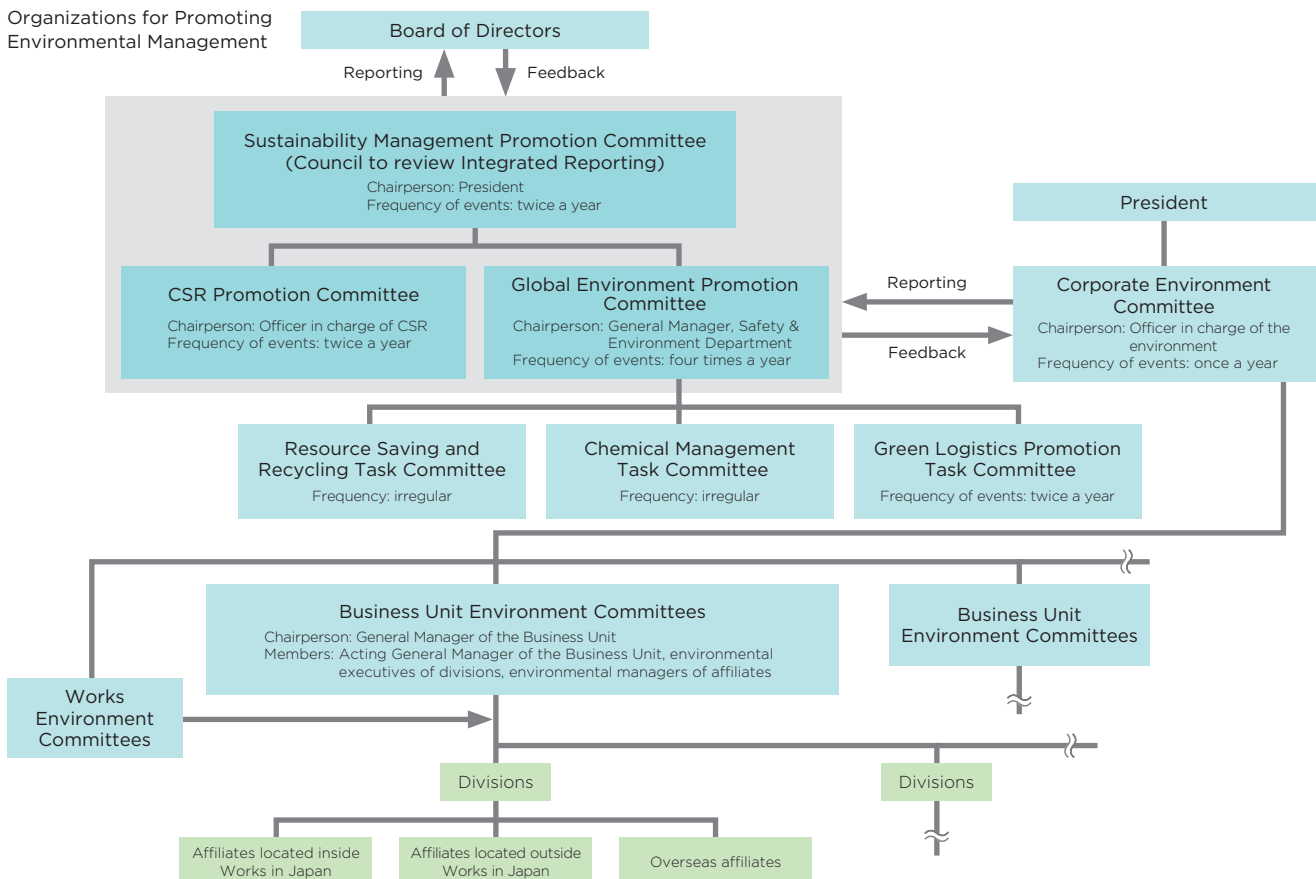 Organizations for Promoting
Environmental Management
Board of Directors
Reporting
Feedback
Sustainability Management Promotion Committee
(Council to review Integrated Reporting)
Chairperson: President
Frequency of events: twice a year
President
CSR Promotion Committee
Chairperson: Officer in charge of CSR
Frequency of events: twice a year
Global Environment Promotion
Committee
Chairperson: General Manager, Safety &
Environment Department
Frequency of events: four times a year
Reporting
Feedback
Corporate Environment
Committee
Chairperson: Officer in charge of the
environment
Frequency of events: once a year
Resource Saving and
Recycling Task Committee
Frequency: irregular
Chemical Management
Task Committee
Frequency: irregular
Green Logistics Promotion
Task Committee
Frequency of events: twice a year
Business Unit Environment Committees
Chairperson: General Manager of the Business Unit
Members: Acting General Manager of the Business Unit, environmental
executives of divisions, environmental managers of affiliates
Business Unit
Environment Committees
Works
Environment
Committees
Divisions
Divisions
Affiliates located inside
Works in Japan
Affiliates located outside
Works in Japan
Overseas affiliates